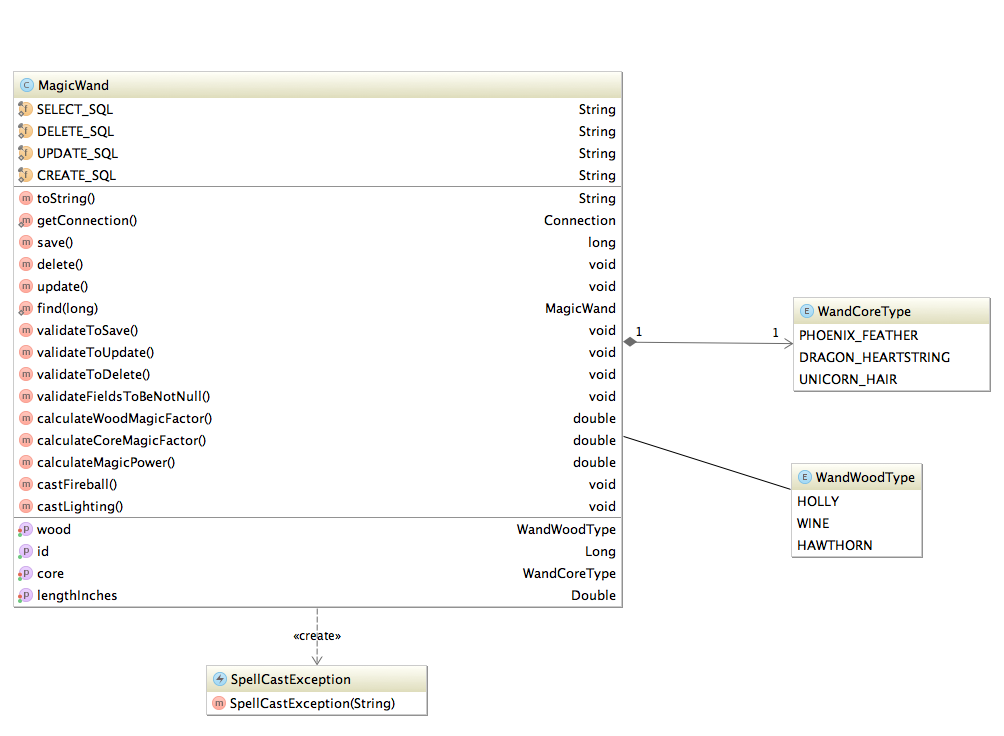 C MagicWand
f SELECT_SQL String
f DELETE_SQL String
f UPDATE_SQL String
f CREATE_SQL String
m toString() String
m getConnection() Connection
m save() long
m delete() void
m update() void
m find(long) MagicWand
m validateToSave() void
m validateToUpdate() void
m validateToDelete() void
m validateFieldsToBeNotNull() void
m calculateWoodMagicFactor() double
m calculateCoreMagicFactor() double
m calculateMagicPower() double
m castFireball() void
m castLighting() void
p wood WandWoodType
p id Long
p core WandCoreType
p lengthInches Double
1 1
E WandCoreType
PHOENIX_FEATHER
DRAGON_HEARTSTRING
UNICORN_HAIR
E WandWoodType
HOLLY
WINE
HAWTHORN
«create»
SpellCastException
m SpellCastException(String)